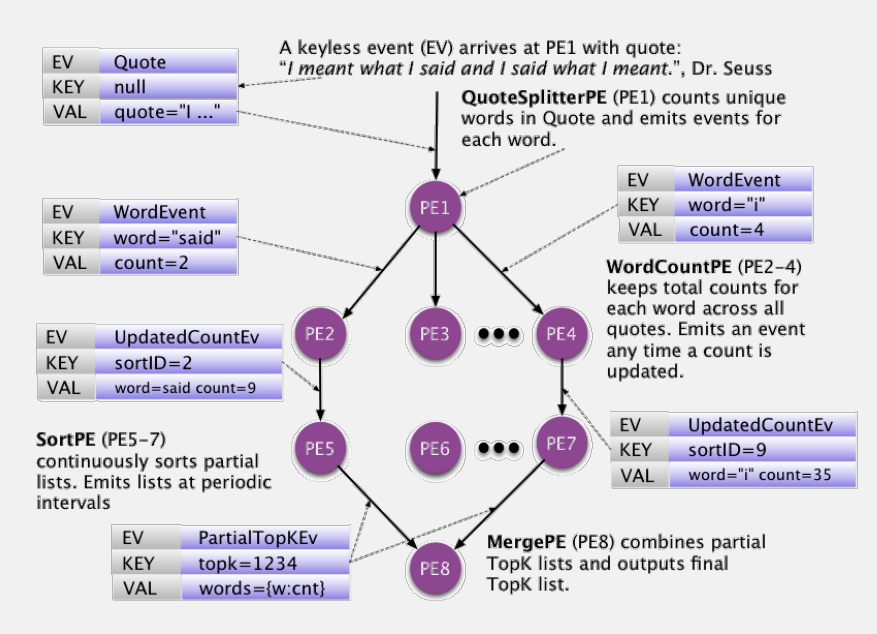 A keyless event (EV) arrives at PE1 with quote:
“I meant what I said and I said what I meant.”, Dr. Seuss
EV Quote
KEY null
VAL quote="I ..."
QuoteSplitterPE (PE1) counts unique
words in Quote and emits events for
each word.
PE1
EV WordEvent
KEY word="said"
VAL count=2
EV WordEvent
KEY word="i"
VAL count=4
WordCountPE (PE2-4)
keeps total counts for
each word across all
quotes. Emits an event
any time a count is
updated.
PE2
PE3
PE4
EV UpdatedCountEv
KEY sortID=2
VAL word=said count=9
EV UpdatedCountEv
KEY sortID=9
VAL word="i" count=35
SortPE (PE5-7)
continuously sorts partial
lists. Emits lists at periodic
intervals
PE5
PE6
PE7
EV PartialTopKEv
KEY topk=1234
VAL words={w:cnt}
PE8
MergePE (PE8) combines partial
TopK lists and outputs final
TopK list.